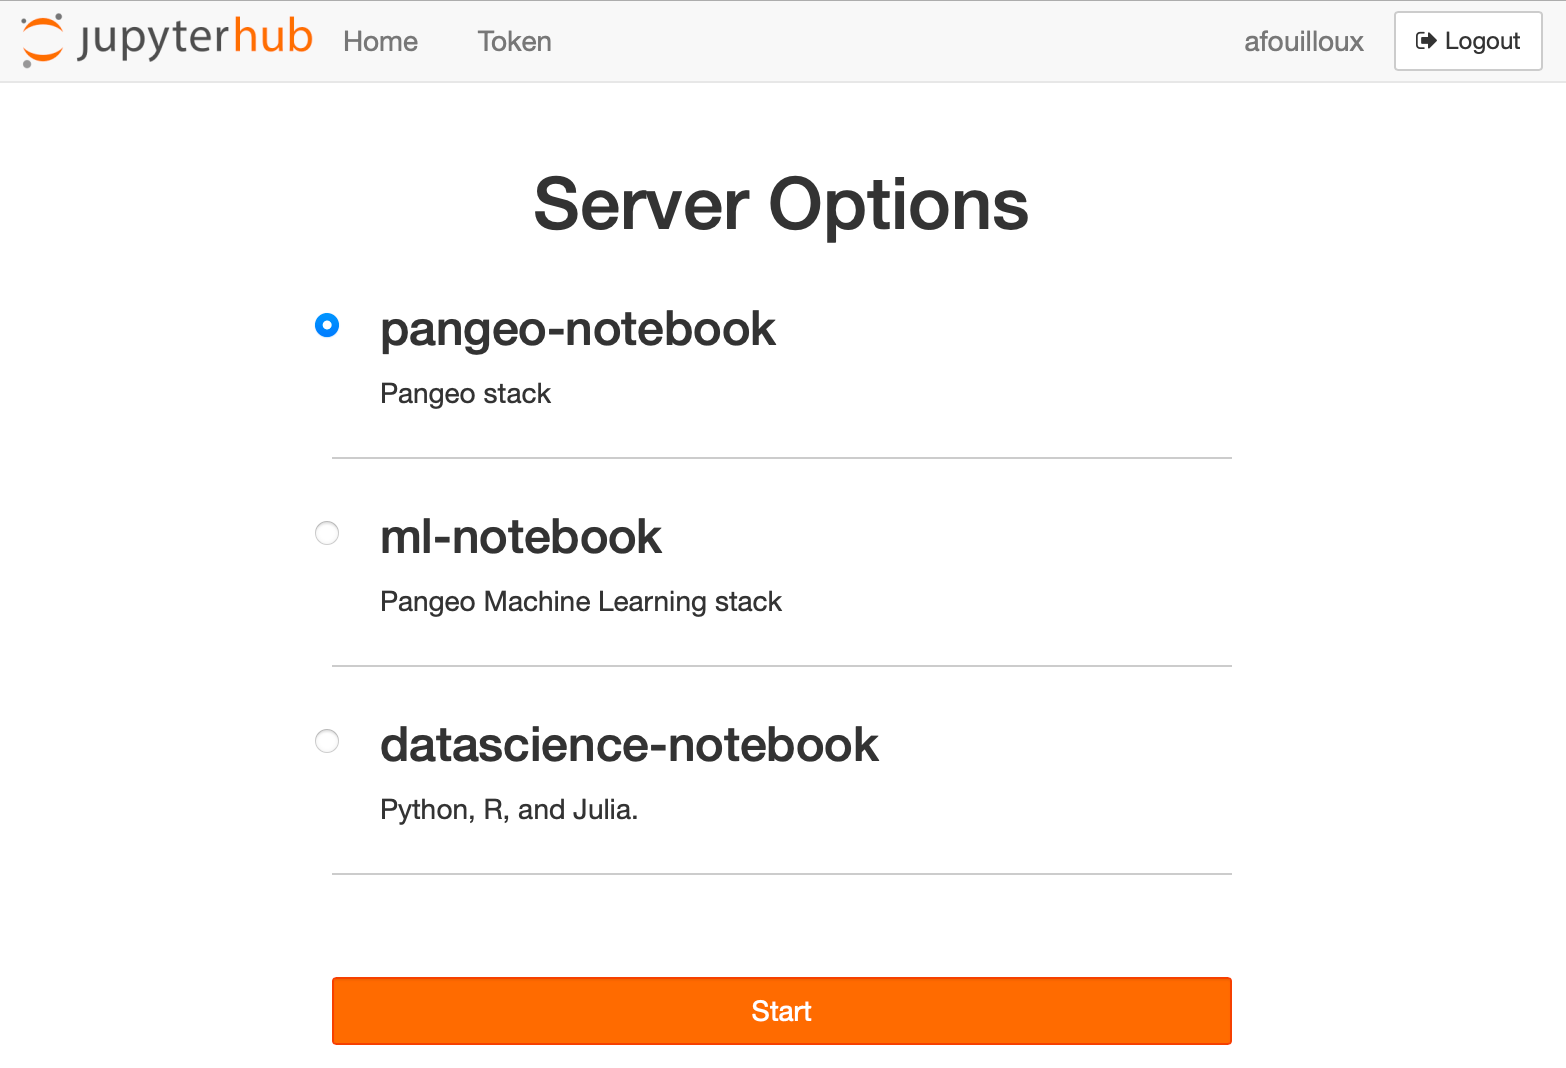 jupyterhub Home Token afouilloux Logout
Server Options
pangeo-notebook
Pangeo stack
ml-notebook
Pangeo Machine Learning stack
datascience-notebook
Python, R, and Julia.
Start